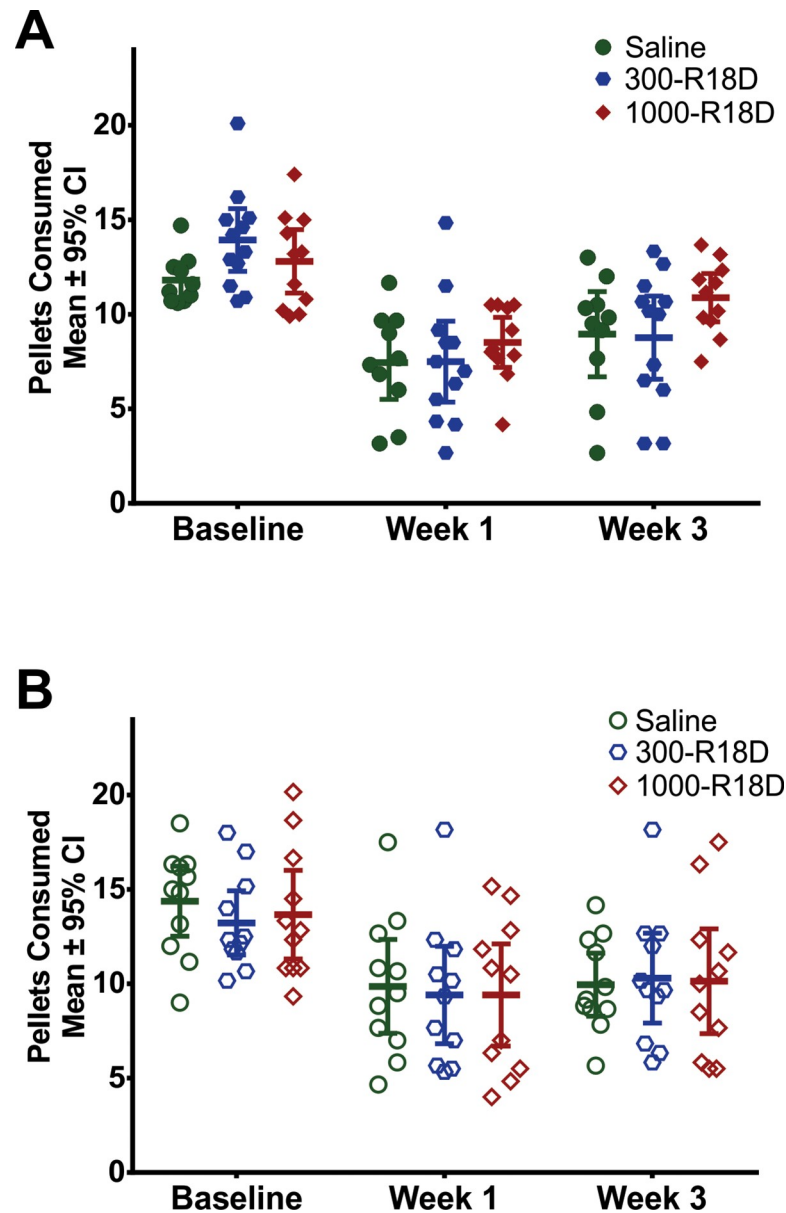 A
Saline
300-R18D
1000-R18D
Pellets Consumed
Mean ± 95% CI
20
15
10
5
0
Baseline Week 1 Week 3
B
Saline
300-R18D
1000-R18D
Pellets Consumed
Mean ± 95% CI
20
15
10
5
0
Baseline Week 1 Week 3